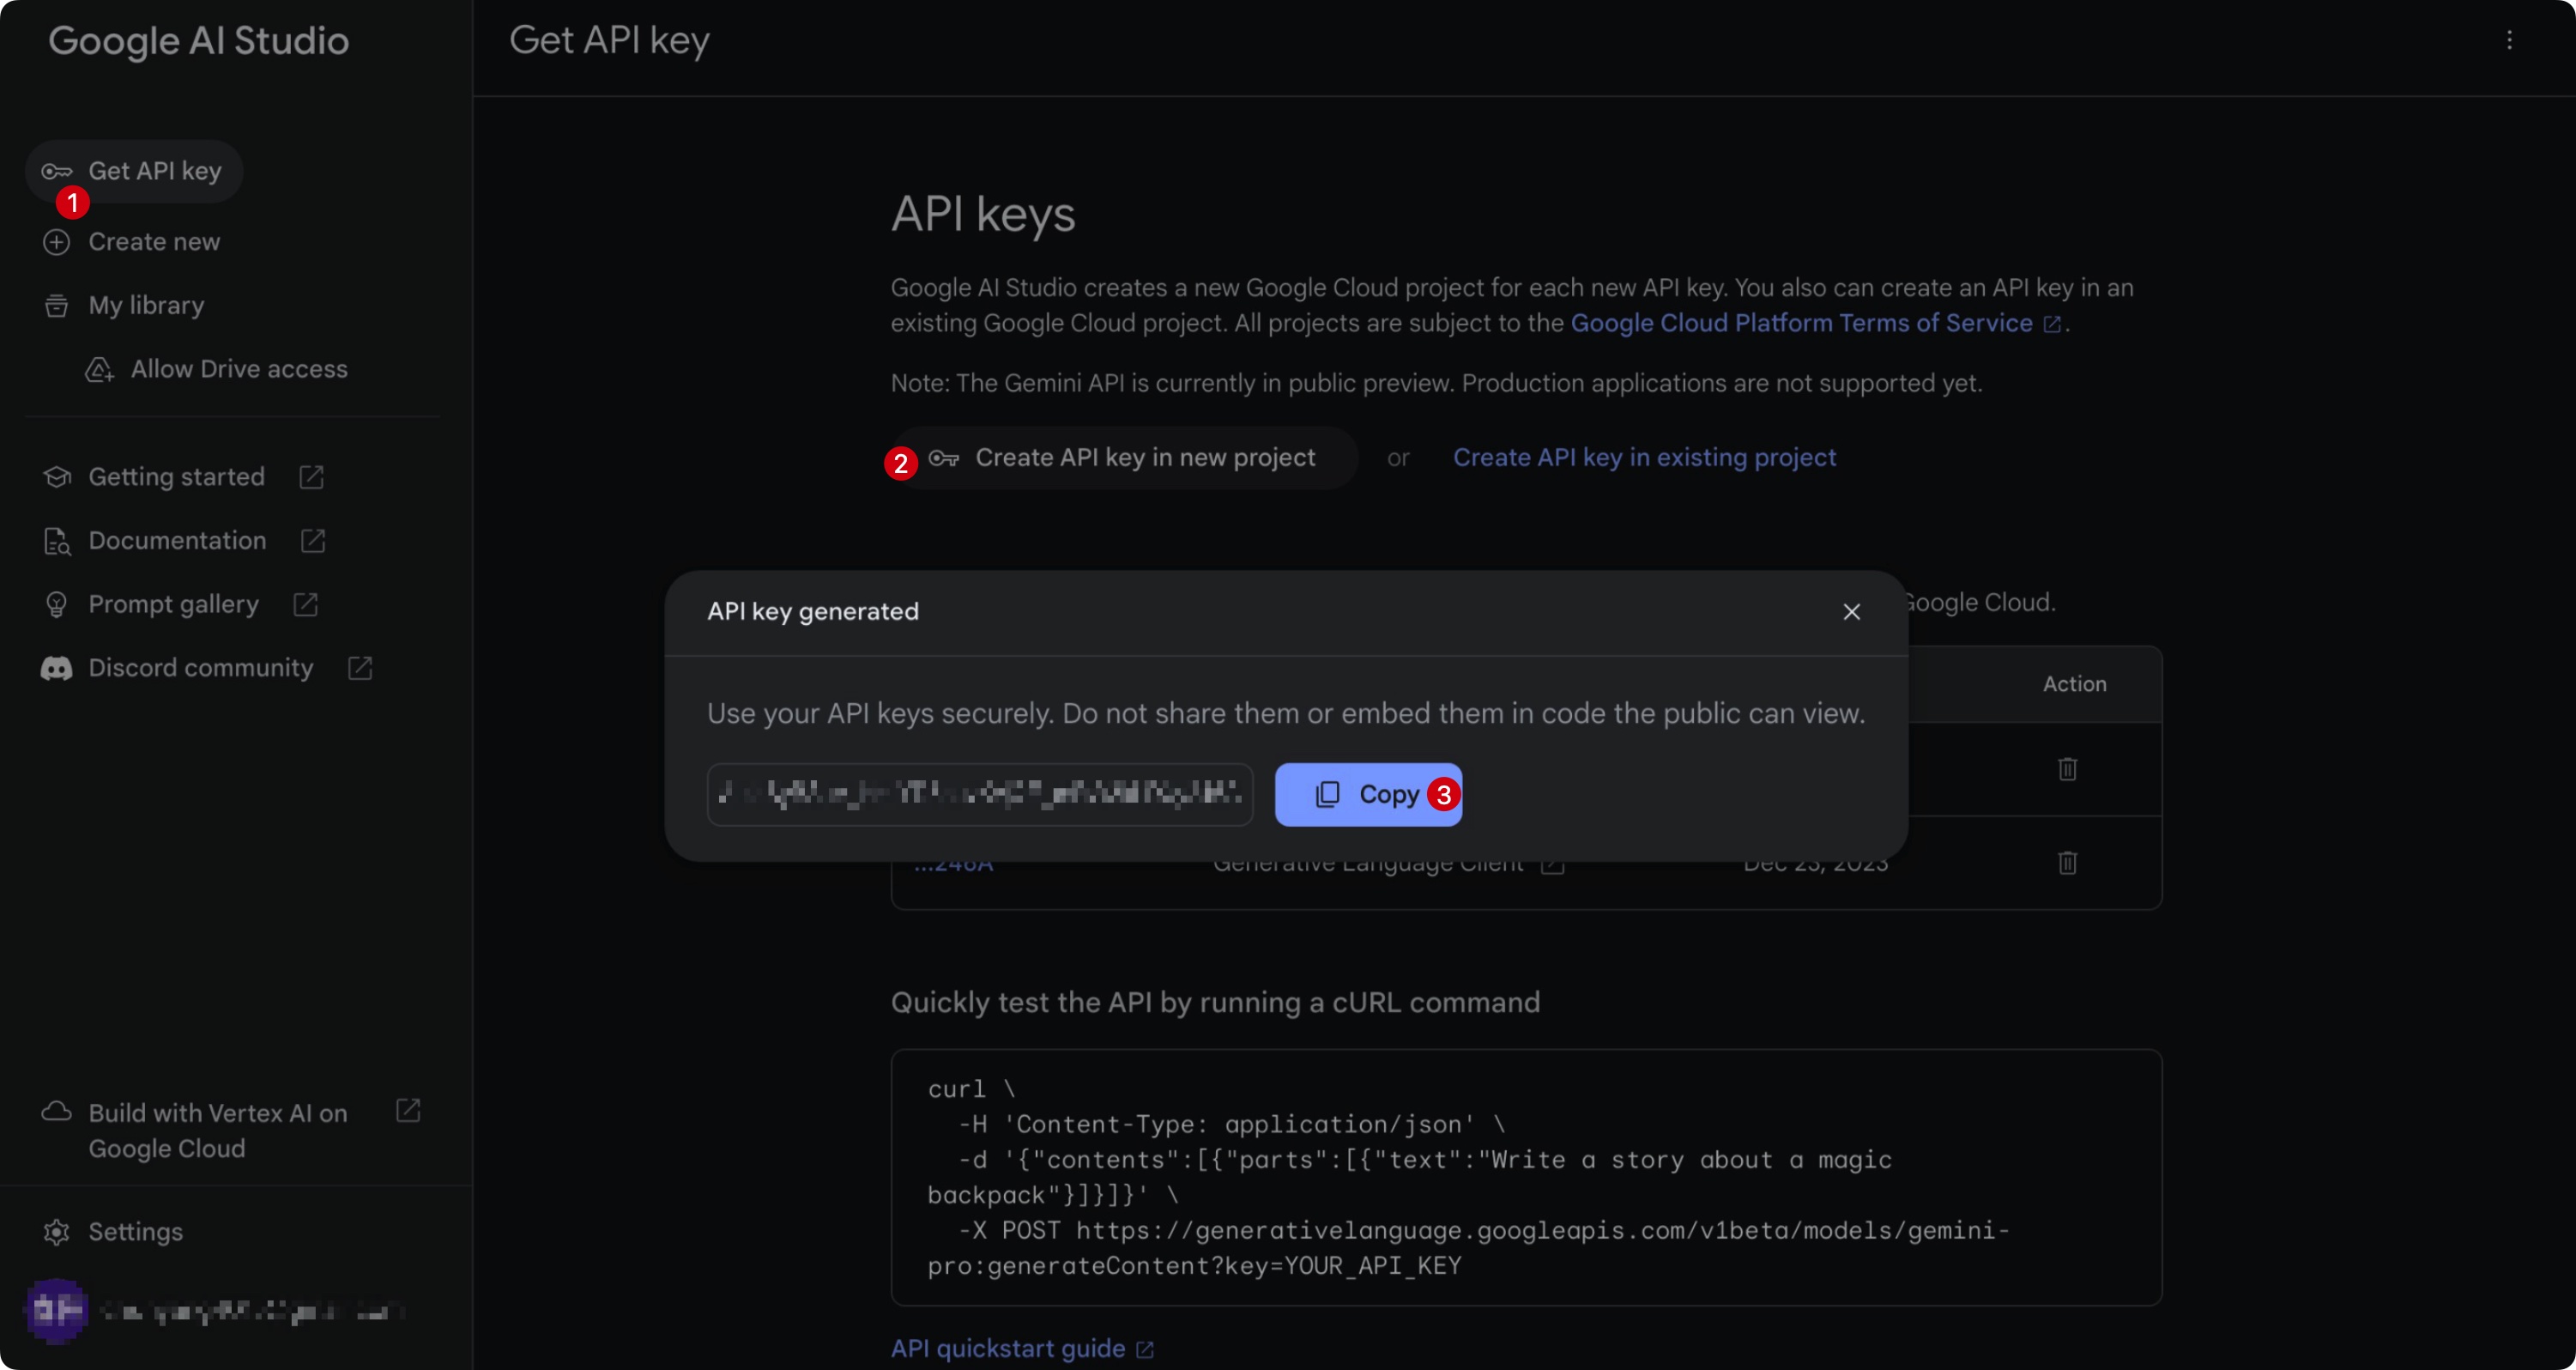 Google AI Studio
Get API key
Get API key
1
Create new
My library
Allow Drive access
Getting started
Documentation
Prompt gallery
Discord community
Build with Vertex AI on
Google Cloud
Settings
API keys
Google AI Studio creates a new Google Cloud project for each new API key. You also can create an API key in an
existing Google Cloud project. All projects are subject to the Google Cloud Platform Terms of Service.
Note: The Gemini API is currently in public preview. Production applications are not supported yet.
2 Create API key in new project or Create API key in existing project
Google Cloud.
API key generated
Use your API keys securely. Do not share them or embed them in code the public can view.
Copy 3
Action
...246A Generative Language Client Dec 23, 2023
Quickly test the API by running a cURL command
curl \
-H 'Content-Type: application/json' \
-d '{"contents":[{"parts":[{"text":"Write a story about a magic
backpack"}]}]}' \
-X POST https://generativelanguage.googleapis.com/v1beta/models/gemini-
pro:generateContent?key=YOUR_API_KEY
API quickstart guide